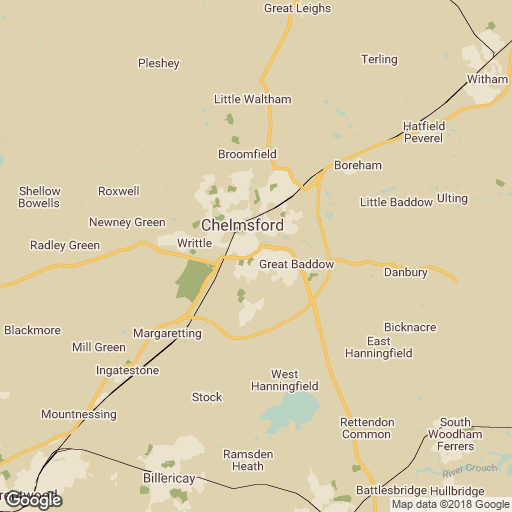 Great Leighs
Pleshey
Terling
Witham
Little Waltham
Hatfield
Peverel
Broomfield
Boreham
Shellow
Bowells
Roxwell
Little Baddow
Ulting
Newney Green
Chelmsford
Radley Green
Writtle
Great Baddow
Danbury
Blackmore
Margaretting
Bicknacre
Mill Green
East
Hanningfield
Ingatestone
West
Hanningfield
Stock
Mountnessing
Rettendon
Common
South
Woodham
Ferrers
Ramsden
Heath
River Crouch
Billericay
Battlesbridge
Hullbridge
Google
Map data ©2018 Google